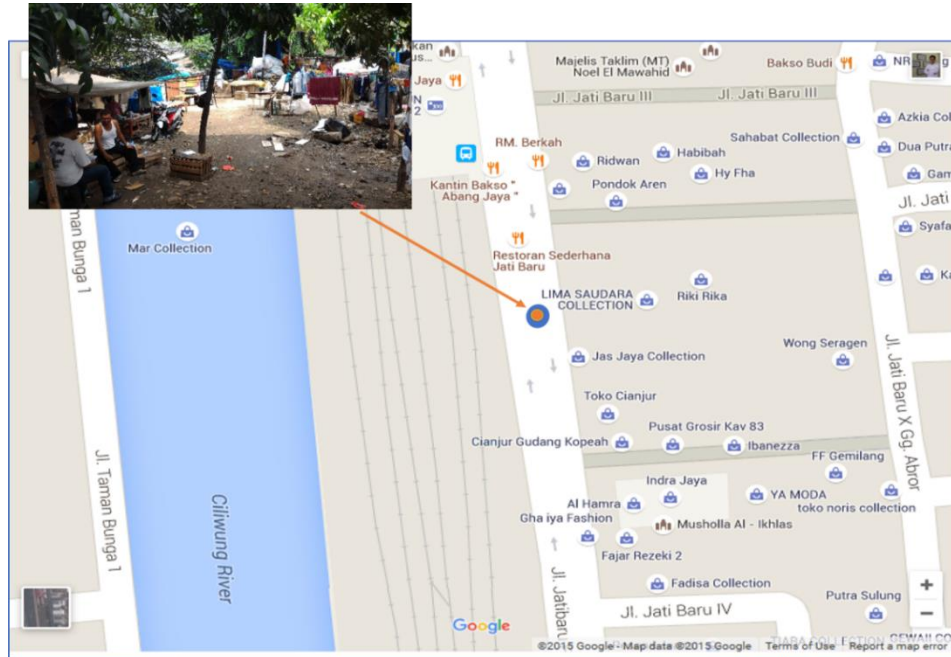 Majelis Taklim (MT)
Noel El Mawahid
Bakso Budi
Jaya
Jl. Jati Baru III
Jl. Jati Baru III
Azkia Col
Sahabat Collection
Dua Putra
RM. Berkah
Ridwan
Habibah
Hy Fha
Kantin Bakso "
Abang Jaya "
Pondok Aren
Jl. Jati
Syafa
Mar Collection
Restoran Sederhana
Jati Baru
LIMA SAUDARA
COLLECTION
Riki Rika
Jl. Taman Bunga 1
Jas Jaya Collection
Wong Seragen
Toko Cianjur
Jl. Jati Baru X Gg. Abror
Cianjur Gudang Kopeah
Pusat Grosir Kav 83
Ibanezza
FF Gemilang
Indra Jaya
Al Hamra
YA MODA
toko noris collection
Gha iya Fashion
Musholla Al - Ikhlas
Fajar Rezeki 2
Ciliwung River
Fadisa Collection
Putra Sulung
Jl. Jatibaru
Jl. Jati Baru IV
Google
©2015 Google - Map data ©2015 Google Terms of Use Report a map error